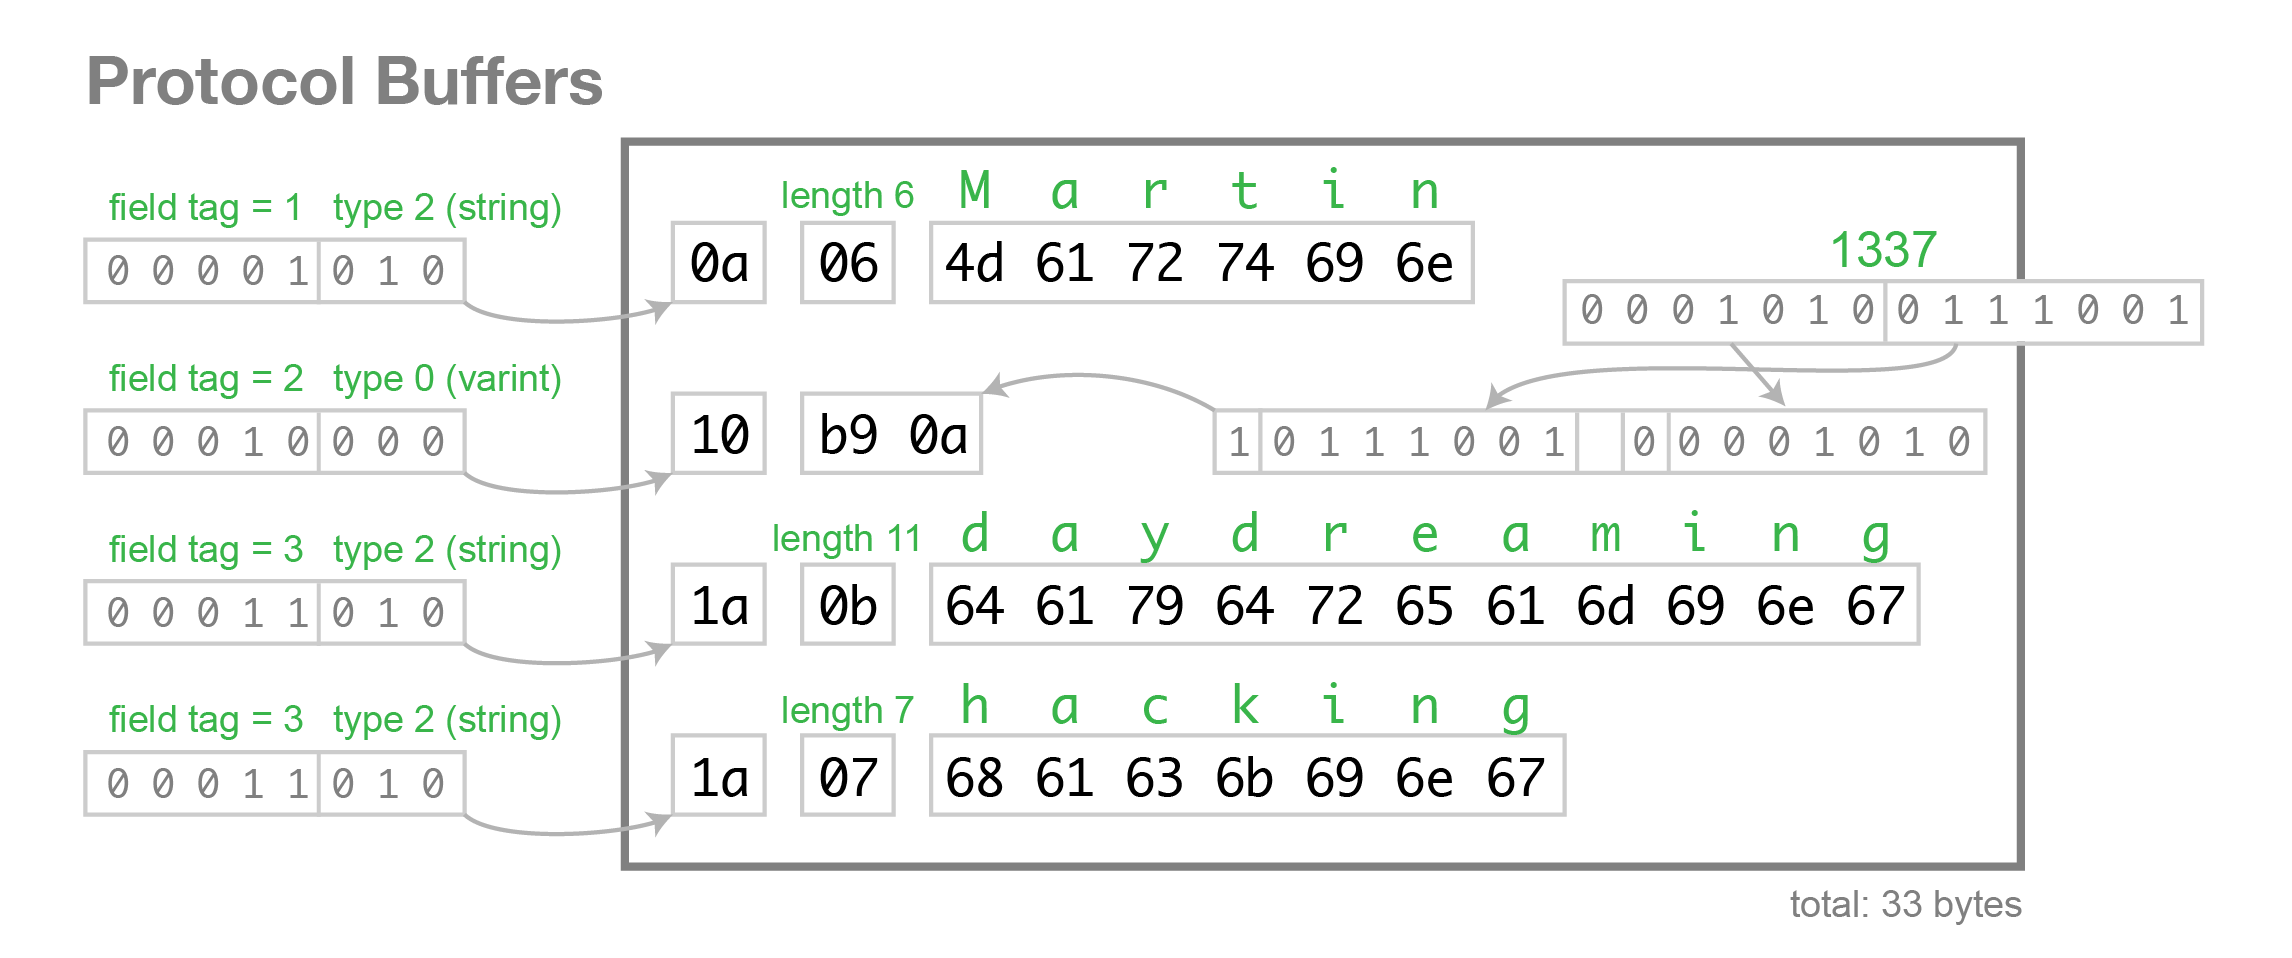 Protocol Buffers
field tag = 1 type 2 (string)
0 0 0 0 1 0 1 0
length 6 M a r t i n
0a 06 4d 61 72 74 69 6e
1337
0 0 0 1 0 1 0 0 1 1 1 0 0 1
field tag = 2 type 0 (varint)
0 0 0 1 0 0 0 0
10 b9 0a
1 0 1 1 1 0 0 1 0 0 0 0 1 0 1 0
field tag = 3 type 2 (string)
0 0 0 1 1 0 1 0
length 11 d a y d r e a m i n g
1a 0b 64 61 79 64 72 65 61 6d 69 6e 67
field tag = 3 type 2 (string)
0 0 0 1 1 0 1 0
length 7 h a c k i n g
1a 07 68 61 63 6b 69 6e 67
total: 33 bytes